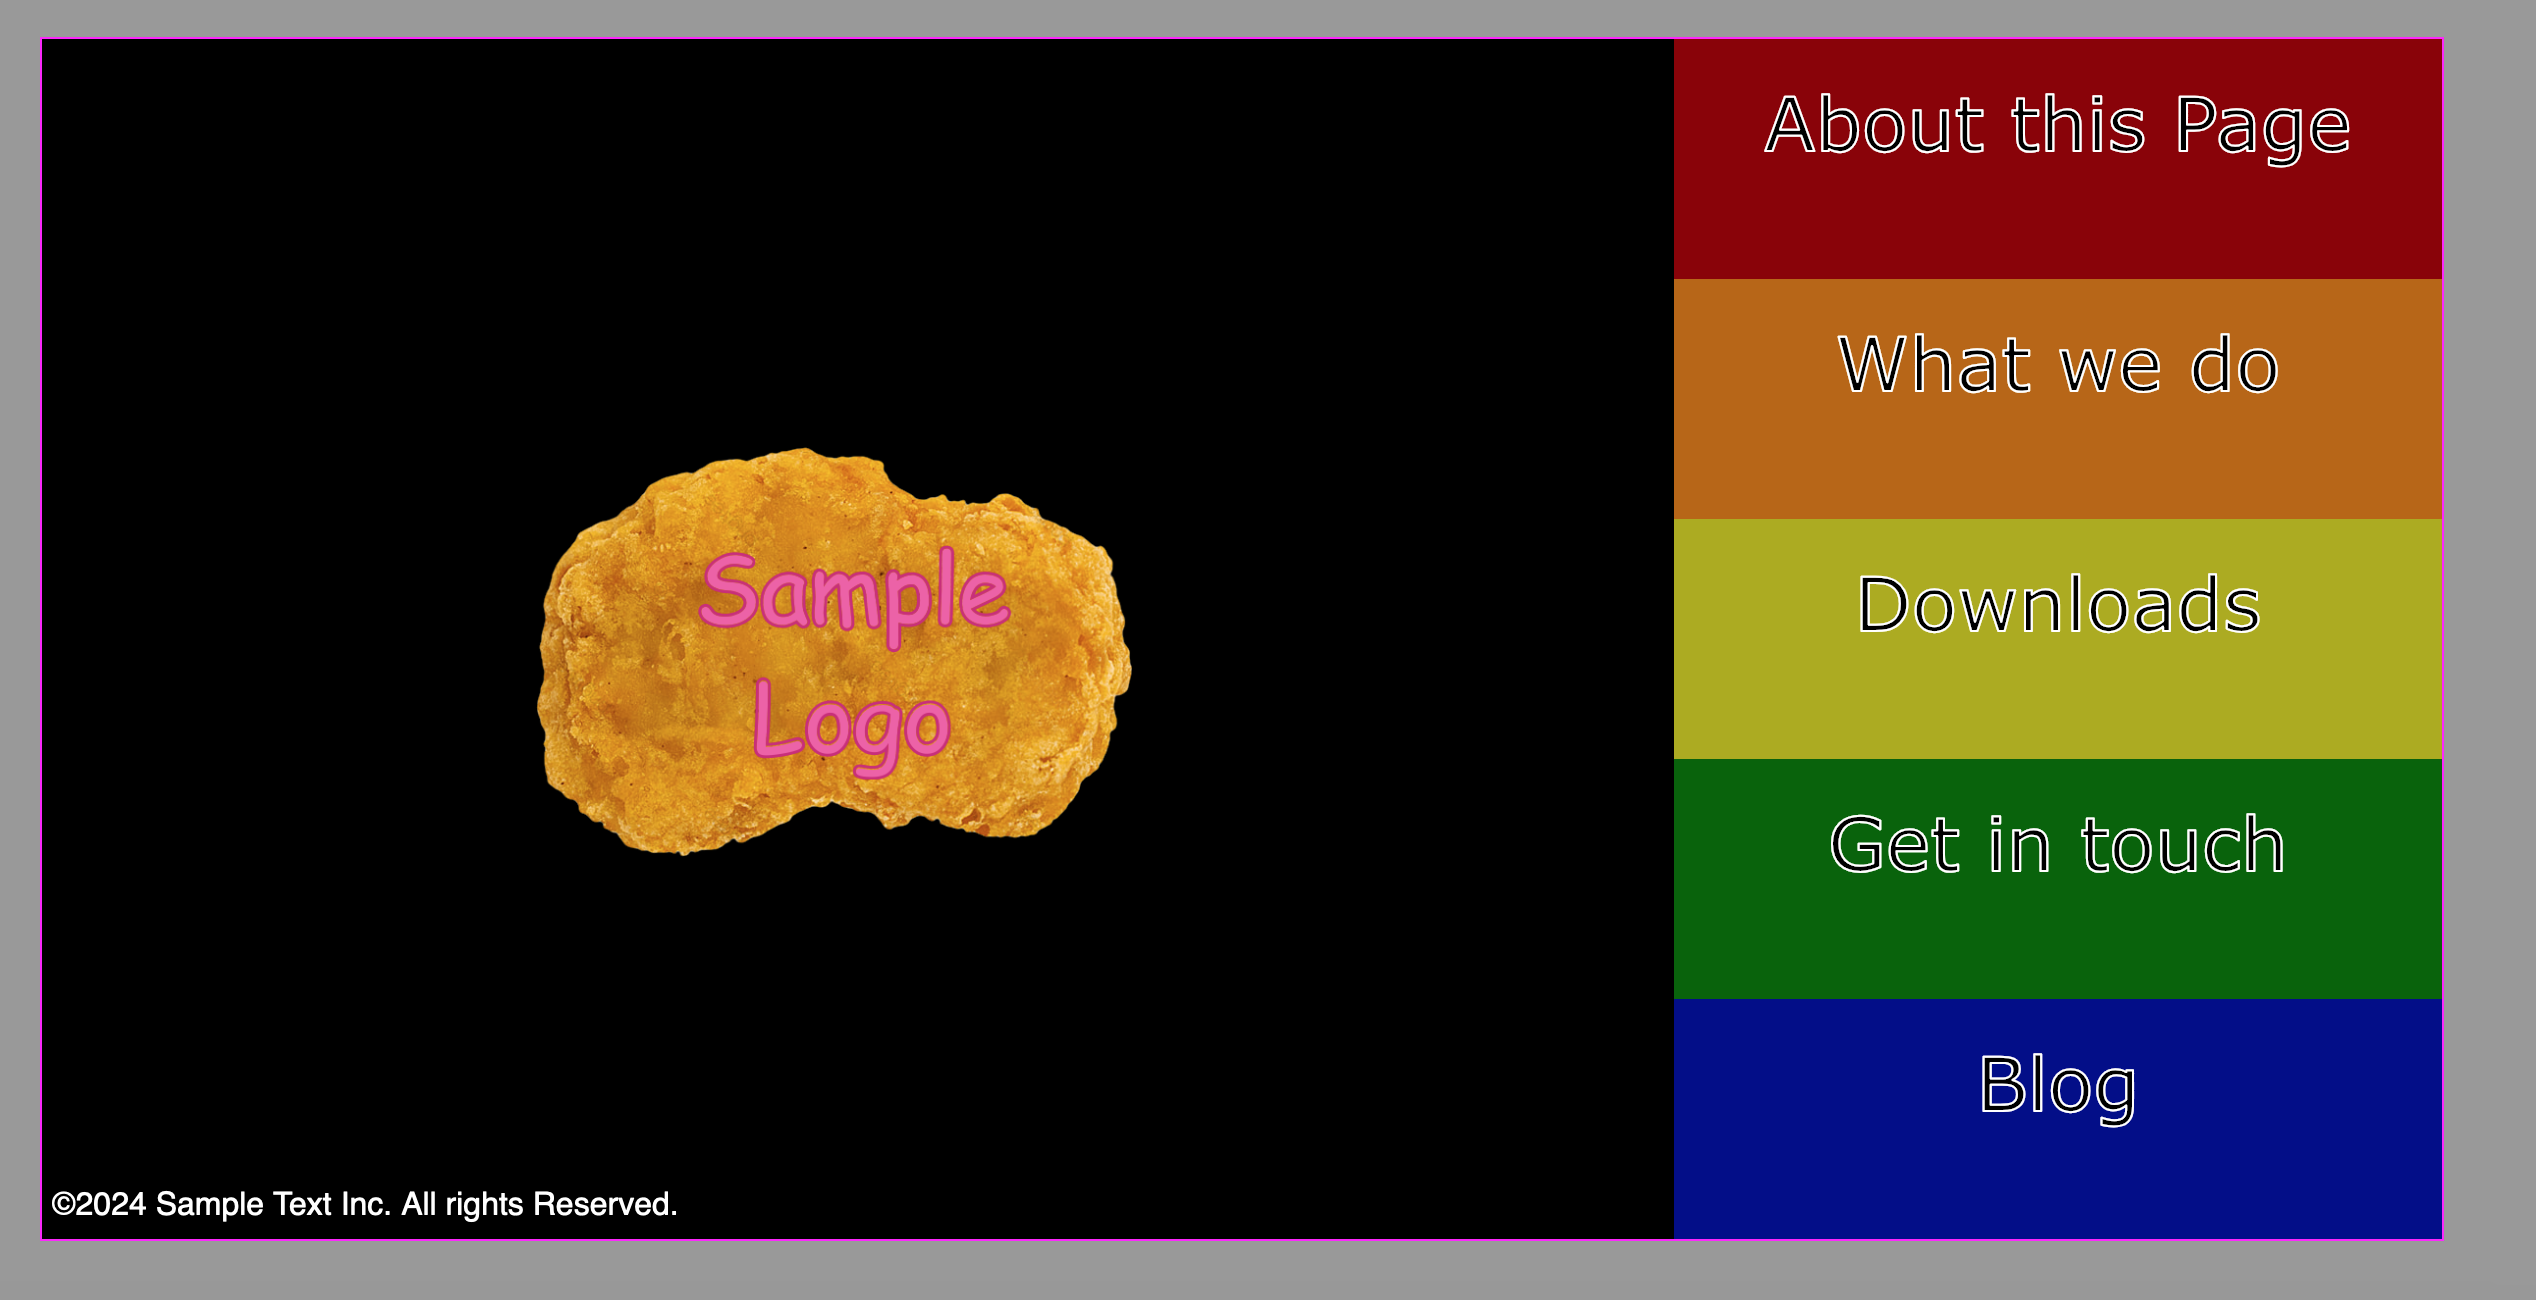 Sample
Logo
About this Page
What we do
Downloads
Get in touch
Blog
©2024 Sample Text Inc. All rights Reserved.